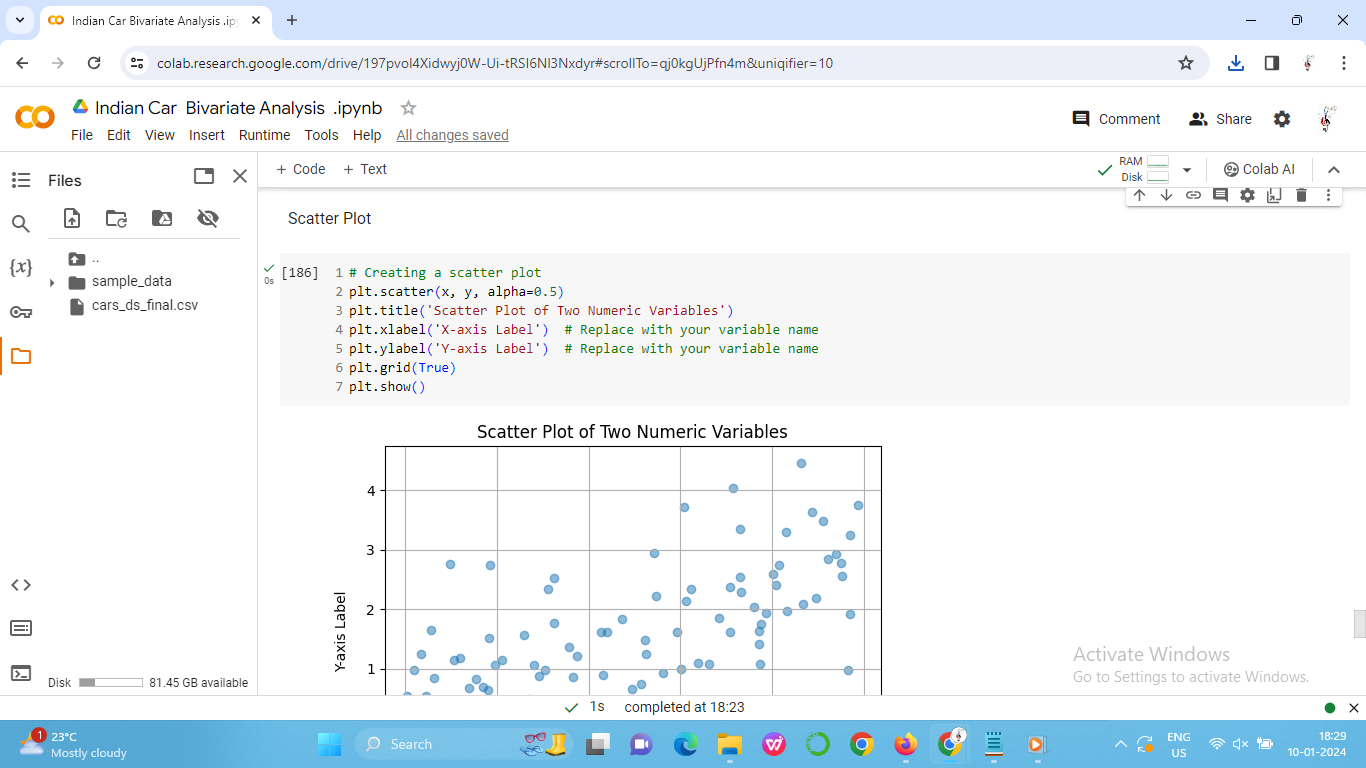 Indian Car Bivariate Analysis .ip
colab.research.google.com/drive/197pvol4Xidwyj0W-Ui-tRSI6NI3Nxdyr#scrollTo=qj0kgUjPfn4m&uniqifier=10
Indian Car Bivariate Analysis .ipynb
File Edit View Insert Runtime Tools Help All changes saved
Comment Share
Files
+ Code + Text
RAM
Disk
Colab AI
..
sample_data
cars_ds_final.csv
{x}
Scatter Plot
0s
[186]
1 # Creating a scatter plot
2 plt.scatter(x, y, alpha=0.5)
3 plt.title('Scatter Plot of Two Numeric Variables')
4 plt.xlabel('X-axis Label') # Replace with your variable name
5 plt.ylabel('Y-axis Label') # Replace with your variable name
6 plt.grid(True)
7 plt.show()
Scatter Plot of Two Numeric Variables
4
3
2
1
Y-axis Label
Activate Windows
Go to Settings to activate Windows.
Disk 81.45 GB available
1s completed at 18:23
1
23°C
Mostly cloudy
Search
ENG
US
18:29
10-01-2024